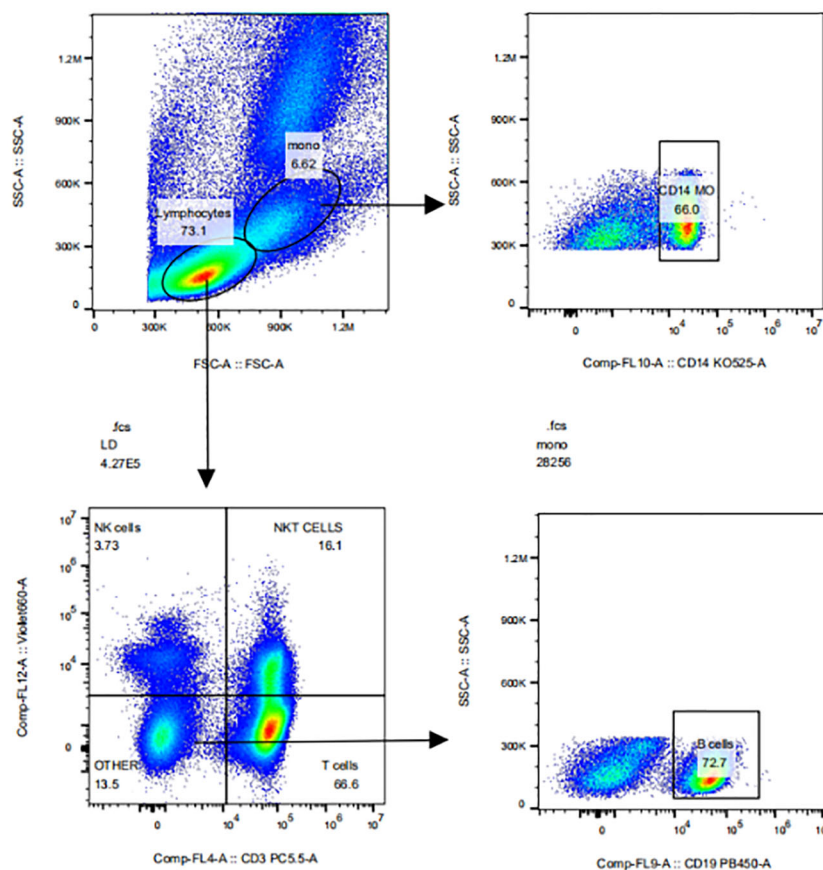 SSC-A :: SSC-A
1.2M
900K
600K
300K
0
mono
6.62
Lymphocytes
73.1
0
300K
600K
900K
1.2M
FSC-A :: FSC-A
SSC-A :: SSC-A
1.2M
900K
600K
300K
0
CD14 MO
66.0
0
10^4
10^5
10^6
10^7
Comp-FL10-A :: CD14 KO525-A
.fcs
LD
4.27E5
.fcs
mono
28256
Comp-FL12-A :: Violet660-A
10^7
10^6
10^5
10^4
0
NK cells
3.73
NKT CELLS
16.1
OTHER
13.5
T cells
66.6
0
10^4
10^5
10^6
10^7
Comp-FL4-A :: CD3 PC5.5-A
SSC-A :: SSC-A
1.2M
900K
600K
300K
0
B cells
72.7
0
10^4
10^5
10^6
10^7
Comp-FL9-A :: CD19 PB450-A